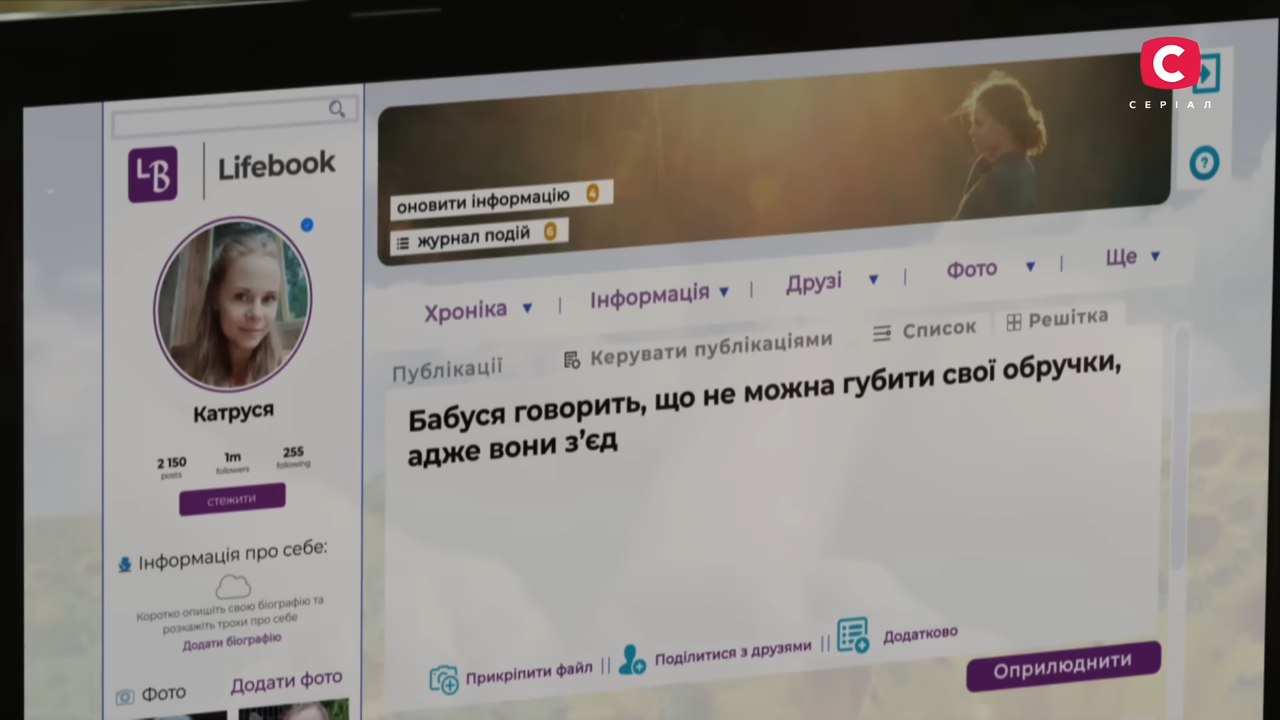 С
СЕРІАЛ
LB
Lifebook
Катруся
2 150
posts
1m
followers
255
following
стежити
Інформація про себе:
Коротко опишіть свою біографію та
розкажіть трохи про себе
Додати біографію
Фото
Додати фото
оновити інформацію 4
журнал подій 6
Хроніка
Інформація
Друзі
Фото
Ще
Публікації
Керувати публікаціями
Список
Решітка
Бабуся говорить, що не можна губити свої обручки,
адже вони з’єд
Прикріпити файл
Поділитися з друзями
Додатково
Оприлюднити
?